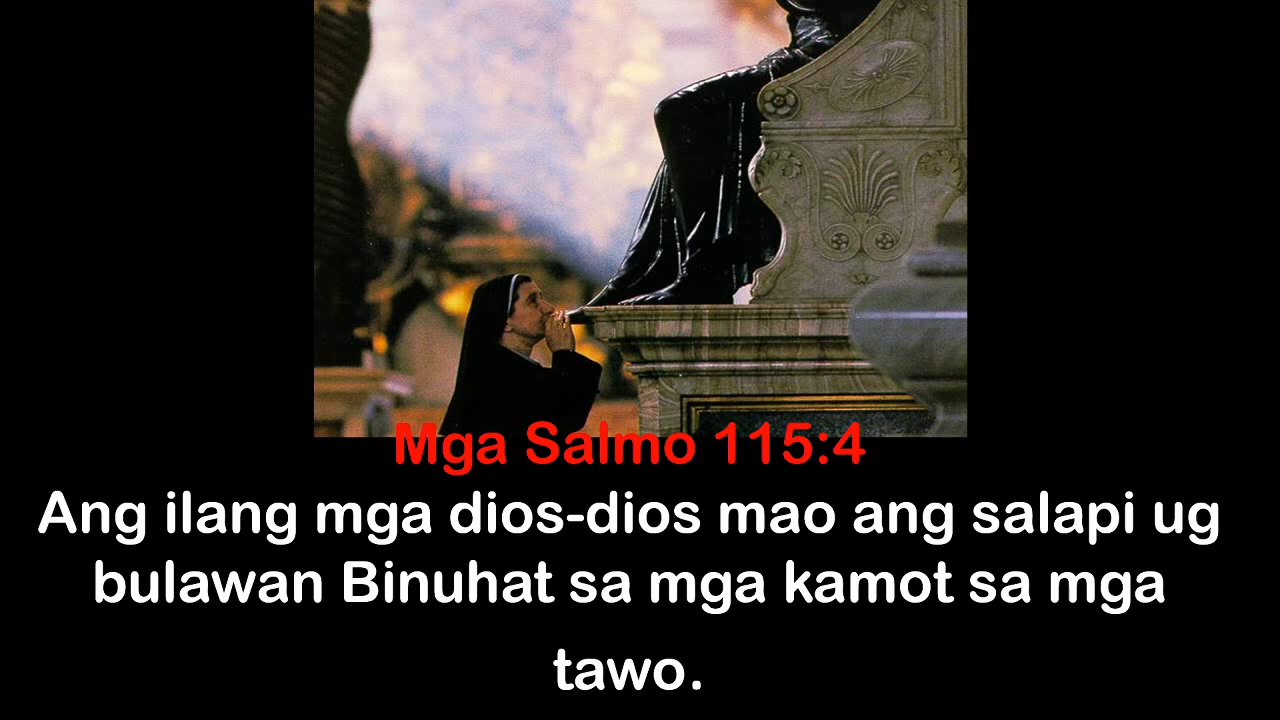 Mga Salmo 115:4
Ang ilang mga dios-dios mao ang salapi ug
bulawan Binuhat sa mga kamot sa mga
tawo.